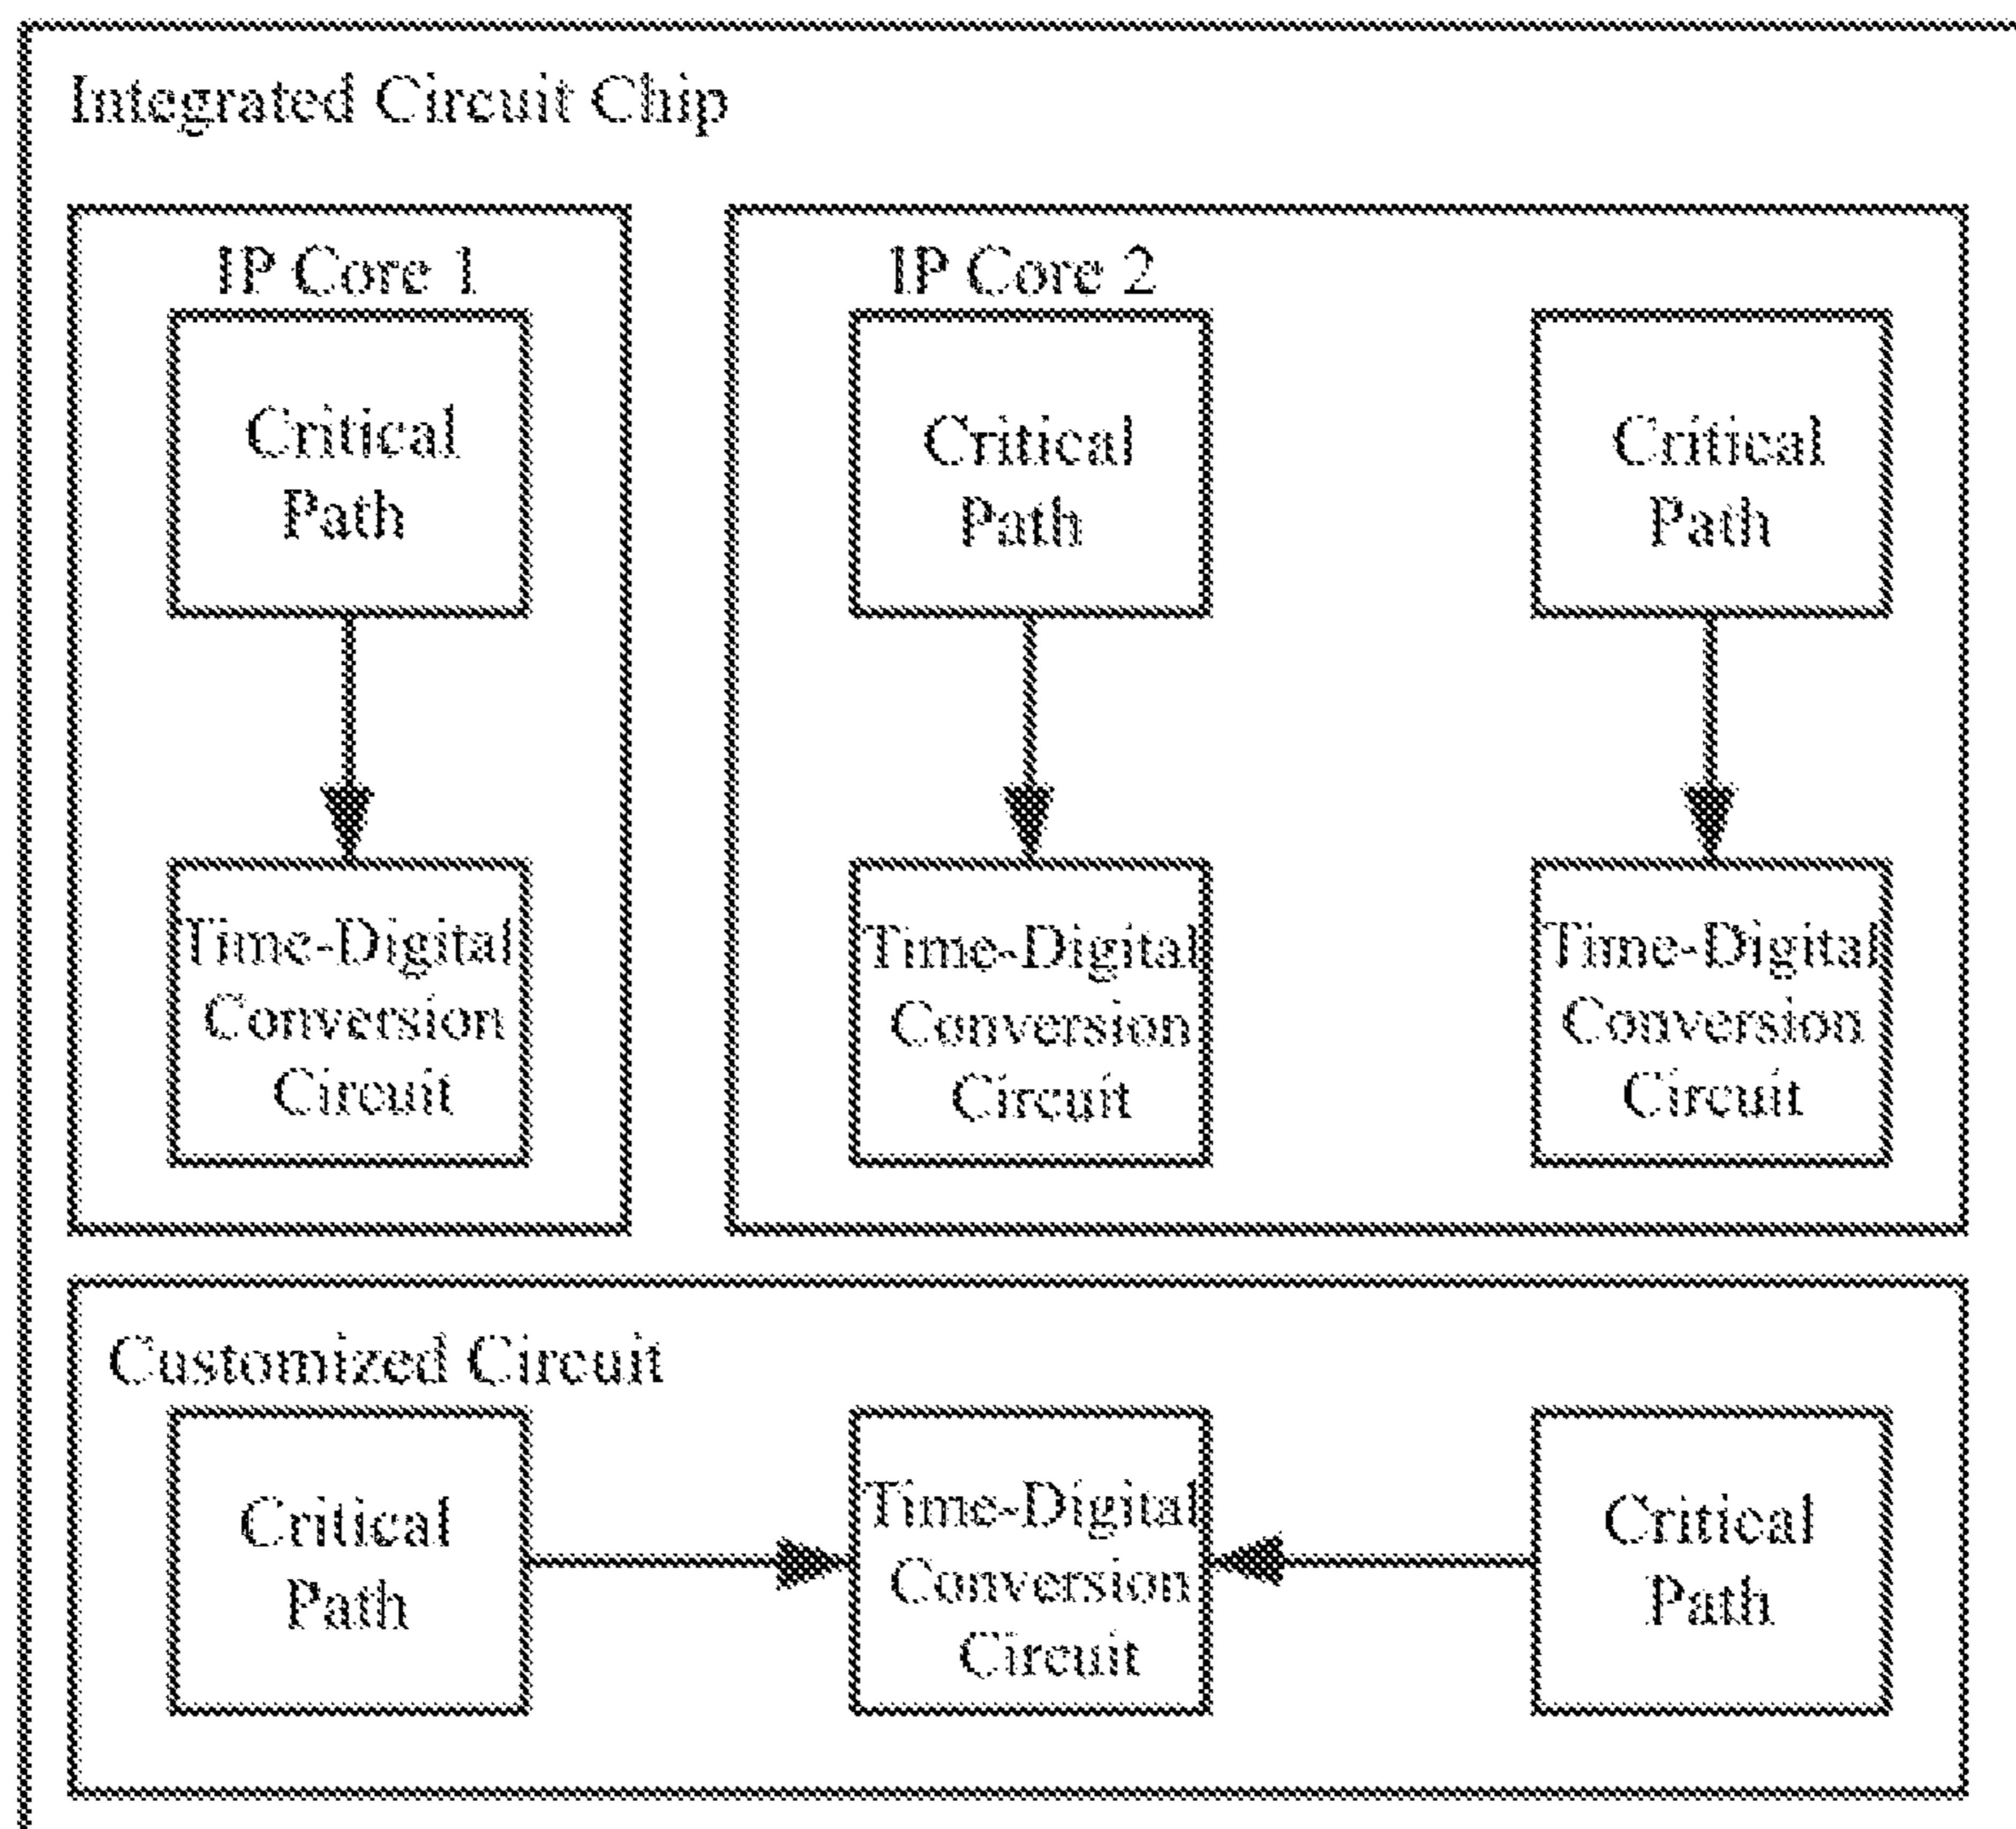 Integrated Circuit Chip
IP Core 1
Critical
Path
Time-Digital
Conversion
Circuit
IP Core 2
Critical
Path
Time-Digital
Conversion
Circuit
Critical
Path
Time-Digital
Conversion
Circuit
Customized Circuit
Critical
Path
Time-Digital
Conversion
Circuit
Critical
Path